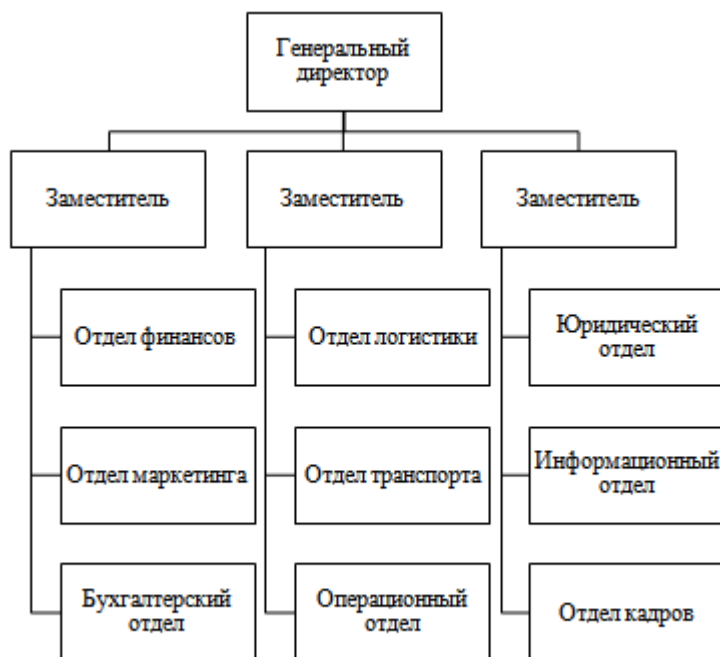 Генеральный
директор
Заместитель
Заместитель
Заместитель
Отдел финансов
Отдел логистики
Юридический
отдел
Отдел маркетинга
Отдел транспорта
Информационный
отдел
Бухгалтерский
отдел
Операционный
отдел
Отдел кадров